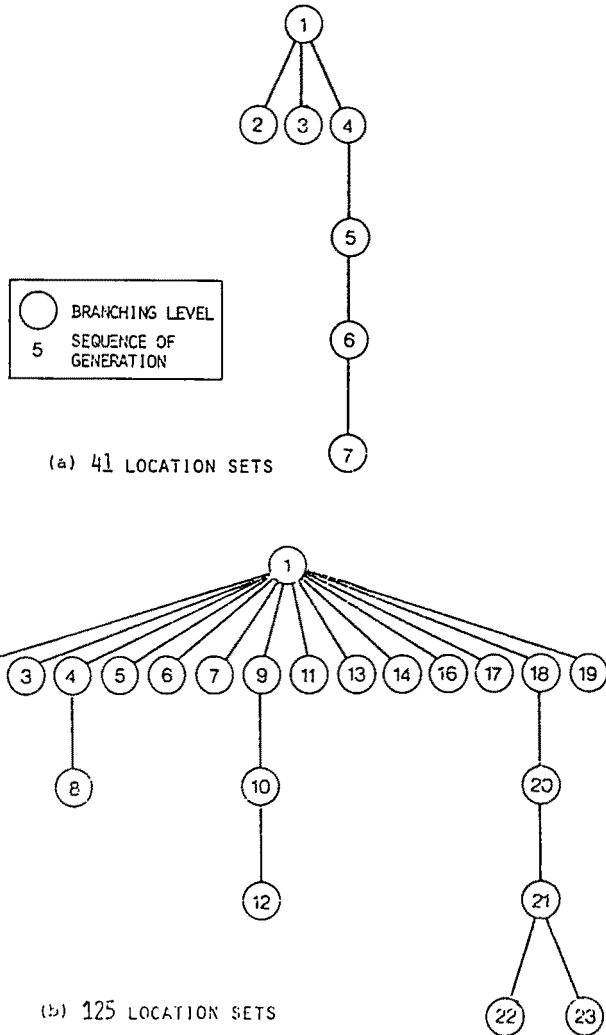 1
2 3 4
5
6
7
BRANCHING LEVEL
5 SEQUENCE OF
GENERATION
(a) 41 LOCATION SETS
1
3 4 5 6 7 9 11 13 14 16 17 18 19
8 10 20
12 21
22 23
(b) 125 LOCATION SETS